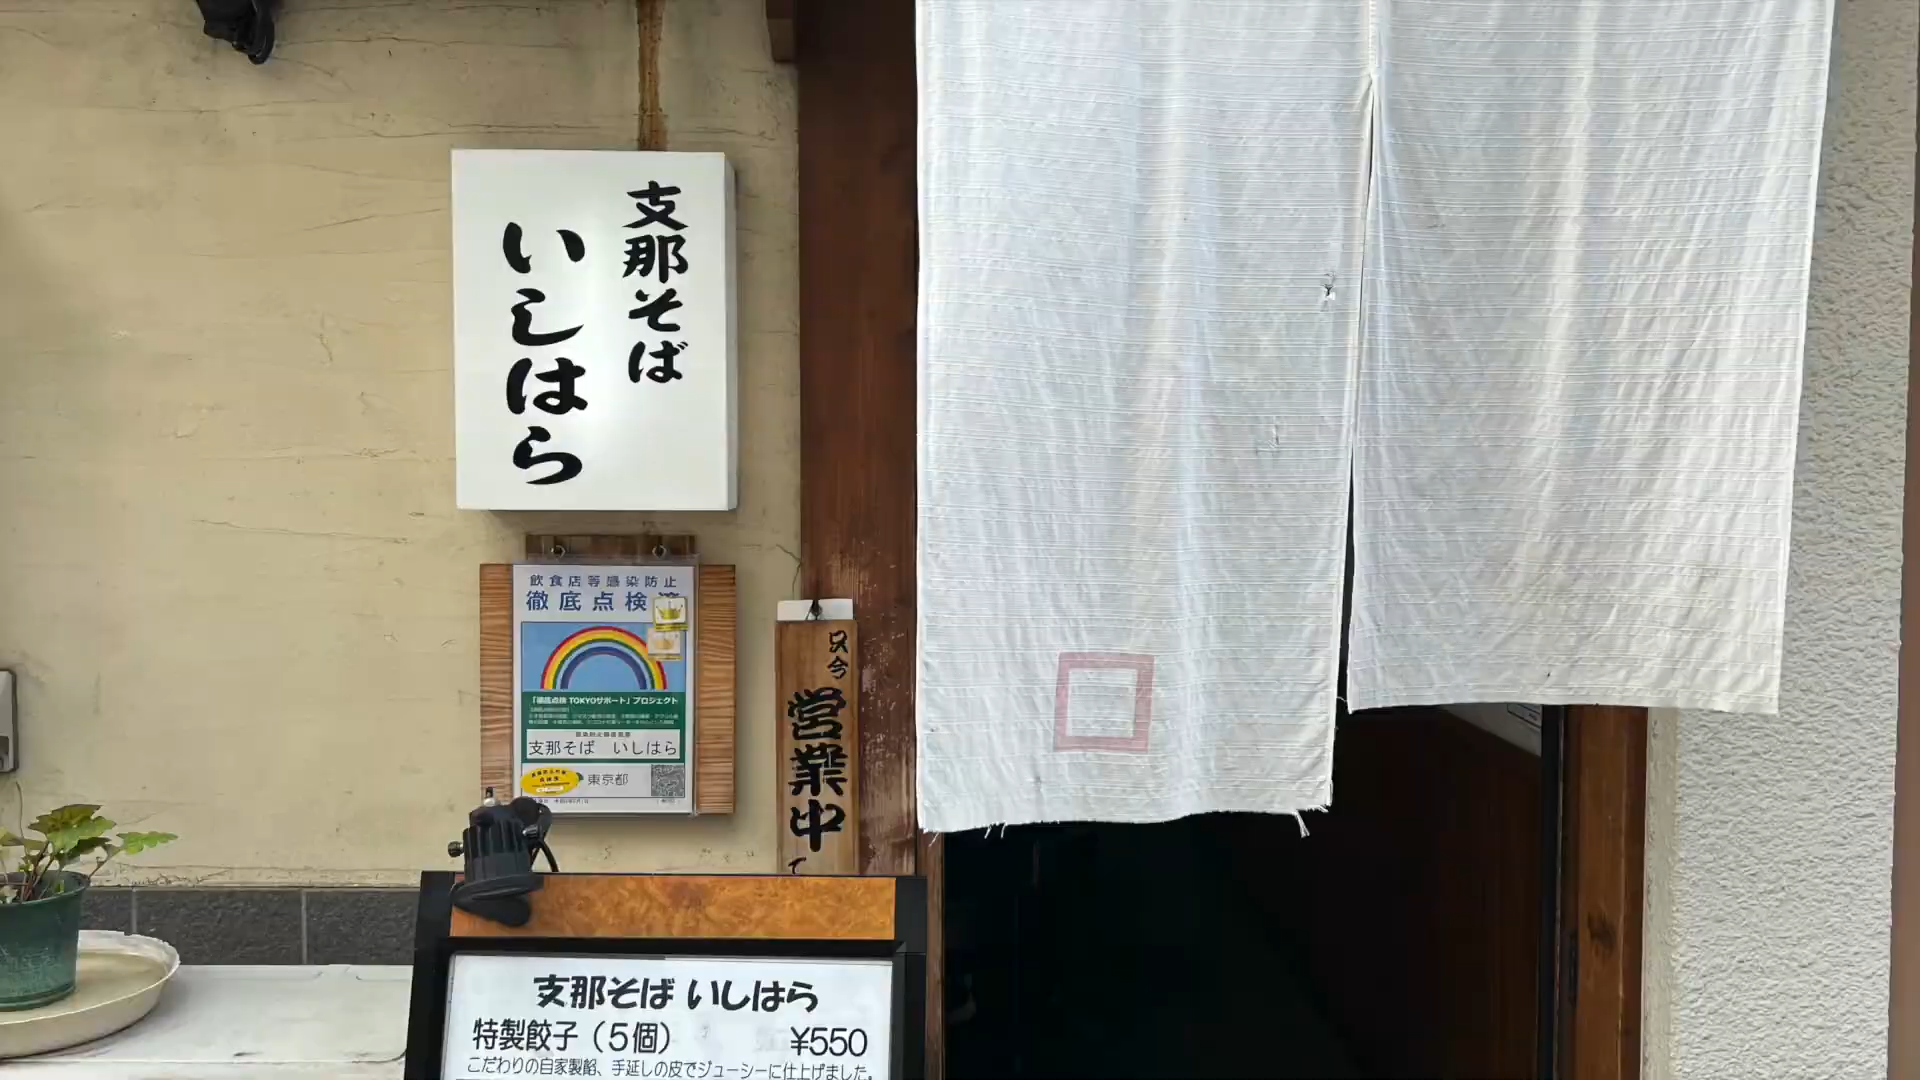 支那そば
いしはら
飲食店等感染防止
徹底点検済
「徹底点検 TOKYOサポート」プロジェクト
支那そば いしはら
東京都
只今
営業中
支那そば いしはら
特製餃子(5個) ¥550
こだわりの自家製餡、手延しの皮でジューシーに仕上げました。